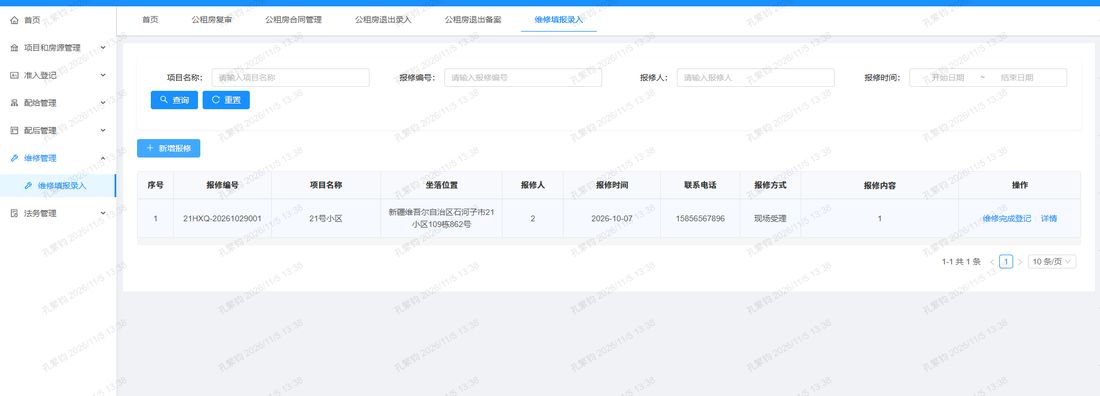 首页
项目和房源管理
准入登记
配给管理
配后管理
维修管理
维修填报录入
法务管理
首页 公租房复审 公租房合同管理 公租房退出录入 公租房退出备案 维修填报录入
项目名称: 请输入项目名称 报修编号: 请输入报修编号 报修人: 请输入报修人 报修时间: 开始日期 ~ 结束日期
查询 重置
+ 新增报修
序号 报修编号 项目名称 坐落位置 报修人 报修时间 联系电话 报修方式 报修内容 操作
1 21HXQ-20261029001 21号小区 新疆维吾尔自治区石河子市21 2 2026-10-07 15856567896 现场受理 1 维修完成登记 详情
小区109栋862号
1-1 共 1 条 < 1 > 10 条/页
孔繁钧 2026/11/5 13:38